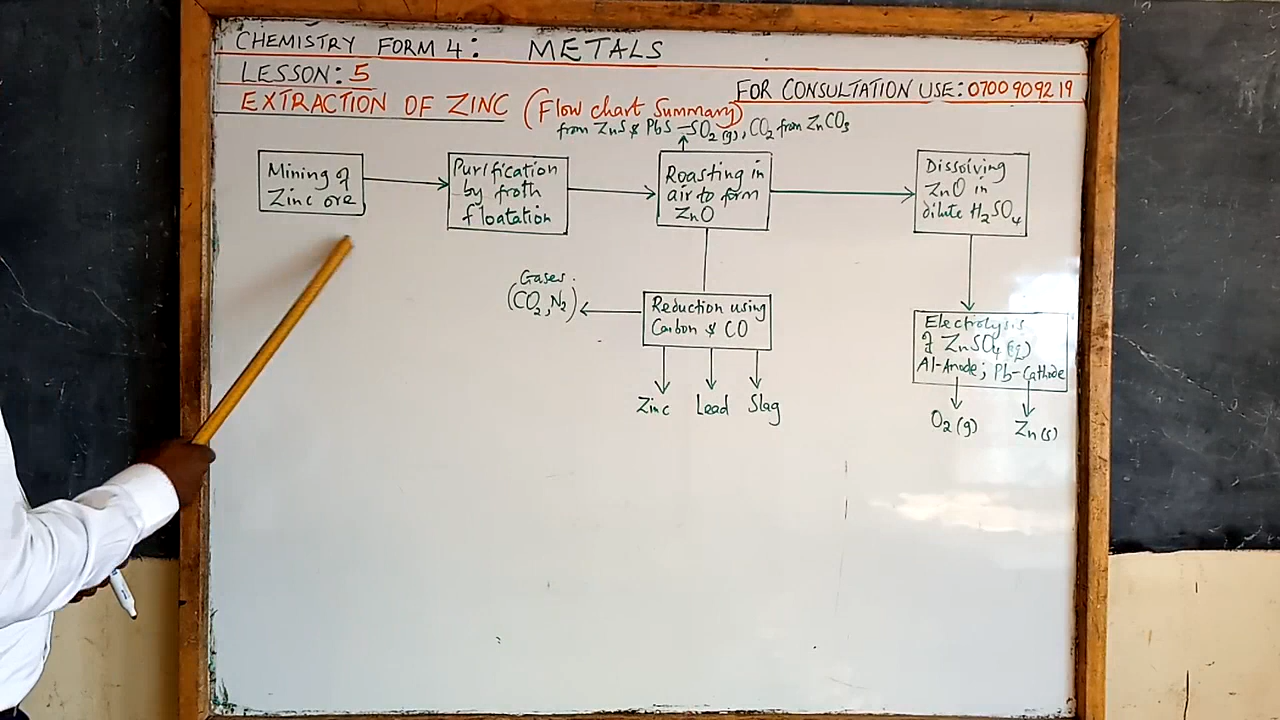 CHEMISTRY FORM 4: METALS
LESSON: 5
FOR CONSULTATION USE: 0700909219
EXTRACTION OF ZINC (Flow chart Summary)
from ZnS & PbS - SO2(g), CO2 from ZnCO3
Mining of
Zinc ore
Purification
by froth
floatation
Roasting in
air to form
ZnO
Dissolving
ZnO in
dilute H2SO4
Gases
(CO2, N2)
Reduction using
Carbon & CO
Zinc Lead Slag
Electrolysis
of ZnSO4(q)
Al-Anode; Pb-Cathode
O2(g) Zn(s)